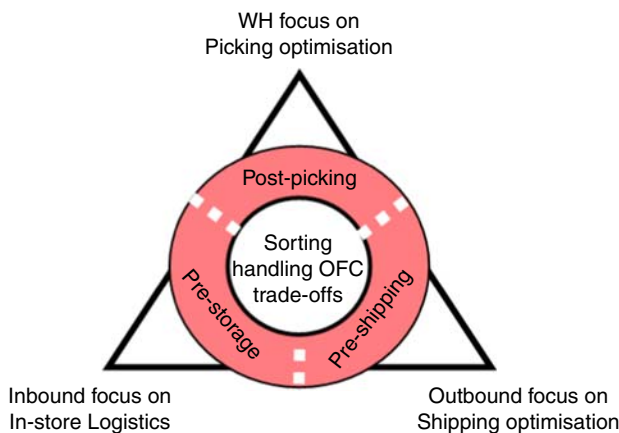 WH focus on
Picking optimisation
Post-picking
Sorting
handling OFC
trade-offs
Pre-storage
Pre-shipping
Inbound focus on
In-store Logistics
Outbound focus on
Shipping optimisation